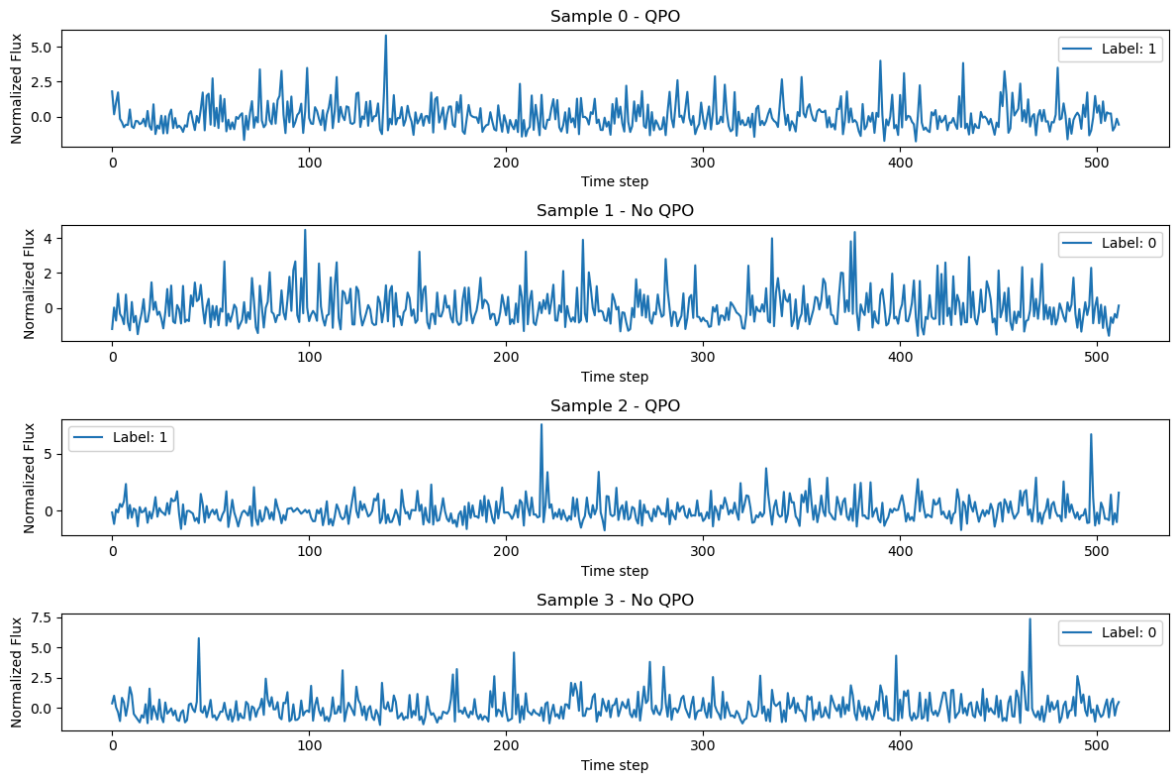 Sample 0 - QPO
Normalized Flux
5.0
2.5
0.0
Label: 1
0 100 200 300 400 500
Time step
Sample 1 - No QPO
Normalized Flux
4
2
0
Label: 0
0 100 200 300 400 500
Time step
Sample 2 - QPO
Normalized Flux
5
0
Label: 1
0 100 200 300 400 500
Time step
Sample 3 - No QPO
Normalized Flux
7.5
5.0
2.5
0.0
Label: 0
0 100 200 300 400 500
Time step